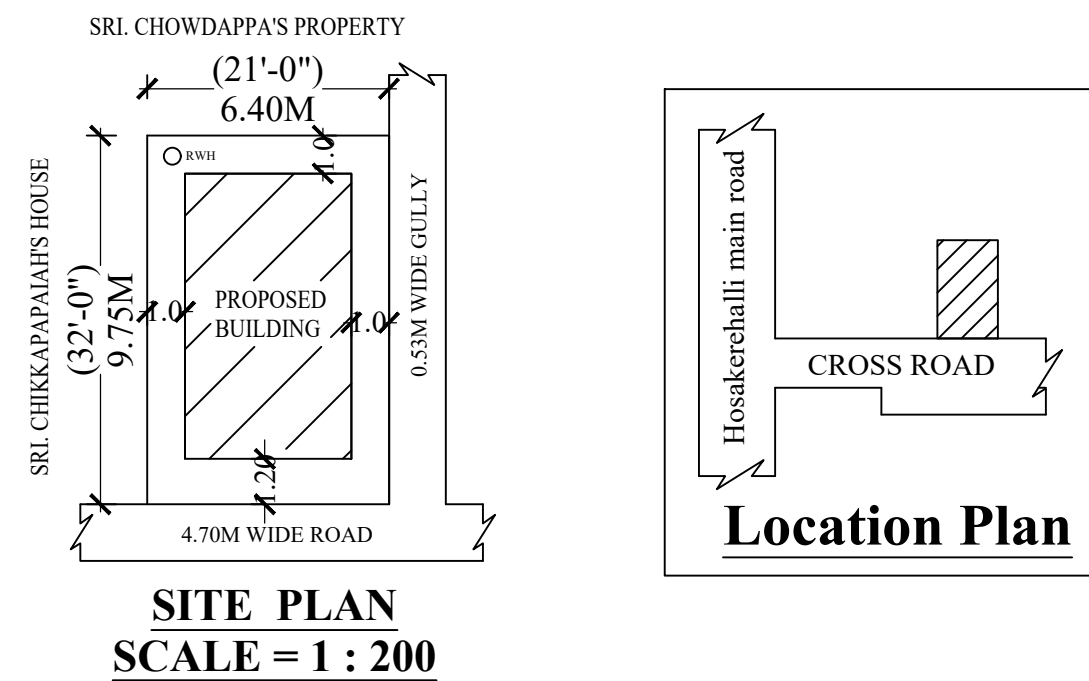 SRI. CHOWDAPPA'S PROPERTY
(21'-0")
6.40M
RWH
1.0
SRI. CHIKKAPAPAIAH'S HOUSE
(32'-0")
9.75M
1.0
PROPOSED
BUILDING
1.0
0.53M WIDE GULLY
1.20
4.70M WIDE ROAD
SITE PLAN
SCALE = 1 : 200
Hosakerehalli main road
CROSS ROAD
Location Plan